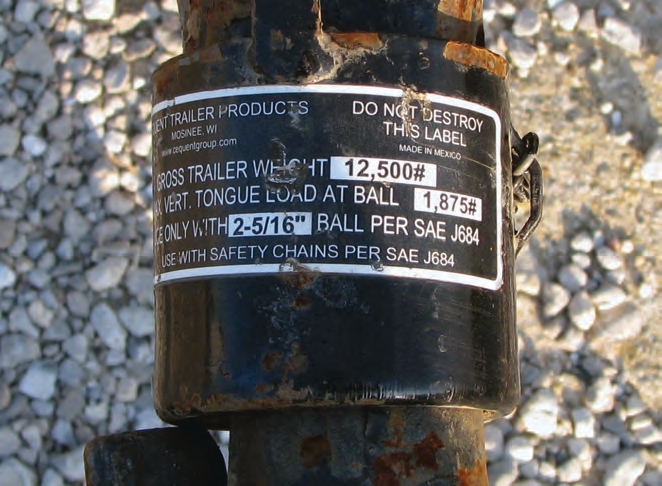 TRAILER PRODUCTS DO NOT DESTROY
MOSINEE, WI THIS LABEL
www.cequentgroup.com MADE IN MEXICO
GROSS TRAILER WEIGHT 12,500#
VERT. TONGUE LOAD AT BALL 1,875#
ONLY WITH 2-5/16" BALL PER SAE J684
USE WITH SAFETY CHAINS PER SAE J684